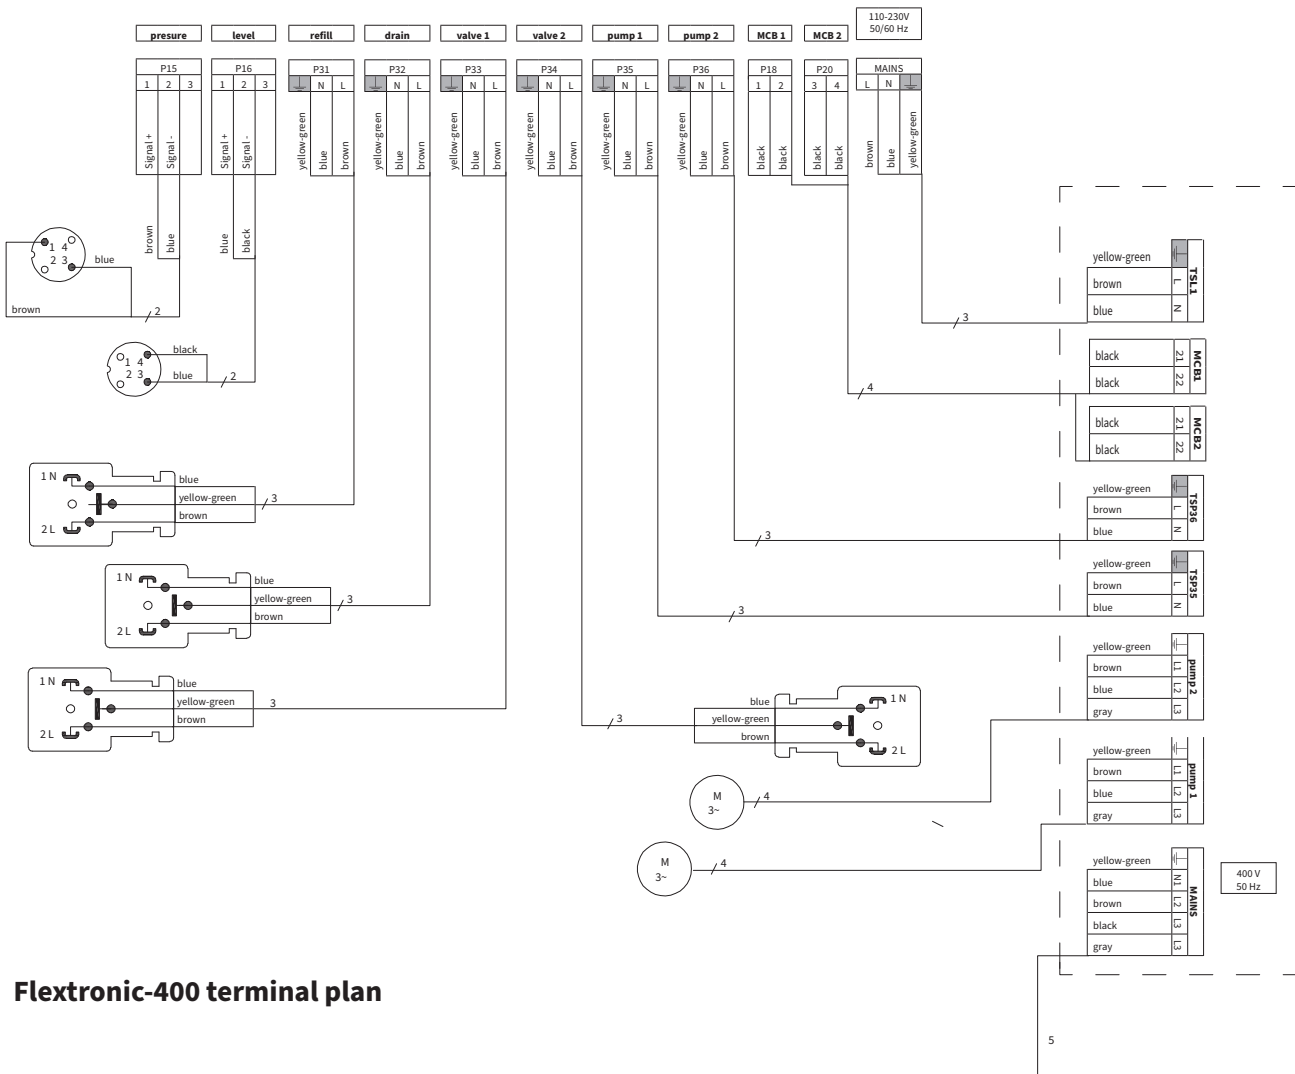 110-230V
50/60 Hz
presure level refill drain valve 1 valve 2 pump 1 pump 2 MCB 1 MCB 2
P15 P16 P31 P32 P33 P34 P35 P36 P18 P20 MAINS
1 2 3 1 2 3 N L N L N L N L N L N L 1 2 3 4 L N
Signal + Signal - Signal + Signal - yellow-green blue brown yellow-green blue brown yellow-green blue brown yellow-green blue brown yellow-green blue brown yellow-green blue brown black black black black brown blue yellow-green
brown blue blue black
1 4
2 3
blue
brown
2
1 4
2 3
black
blue
2
yellow-green
brown L
blue N
TSL1
3
black 21
black 22
MCB1
4
black 21
black 22
MCB2
1 N
2 L
blue
yellow-green
brown
3
yellow-green
brown L
blue N
TSP36
3
1 N
2 L
blue
yellow-green
brown
3
yellow-green
brown L
blue N
TSP35
3
1 N
2 L
blue
yellow-green
brown
3
yellow-green
brown L1
blue L2
gray L3
pump 2
3
blue
yellow-green
brown
1 N
2 L
yellow-green
brown L1
blue L2
gray L3
pump 1
M
3~
4
M
3~
4
yellow-green
blue N1
brown L2
black L3
gray L3
MAINS
400 V
50 Hz
Flextronic-400 terminal plan
5